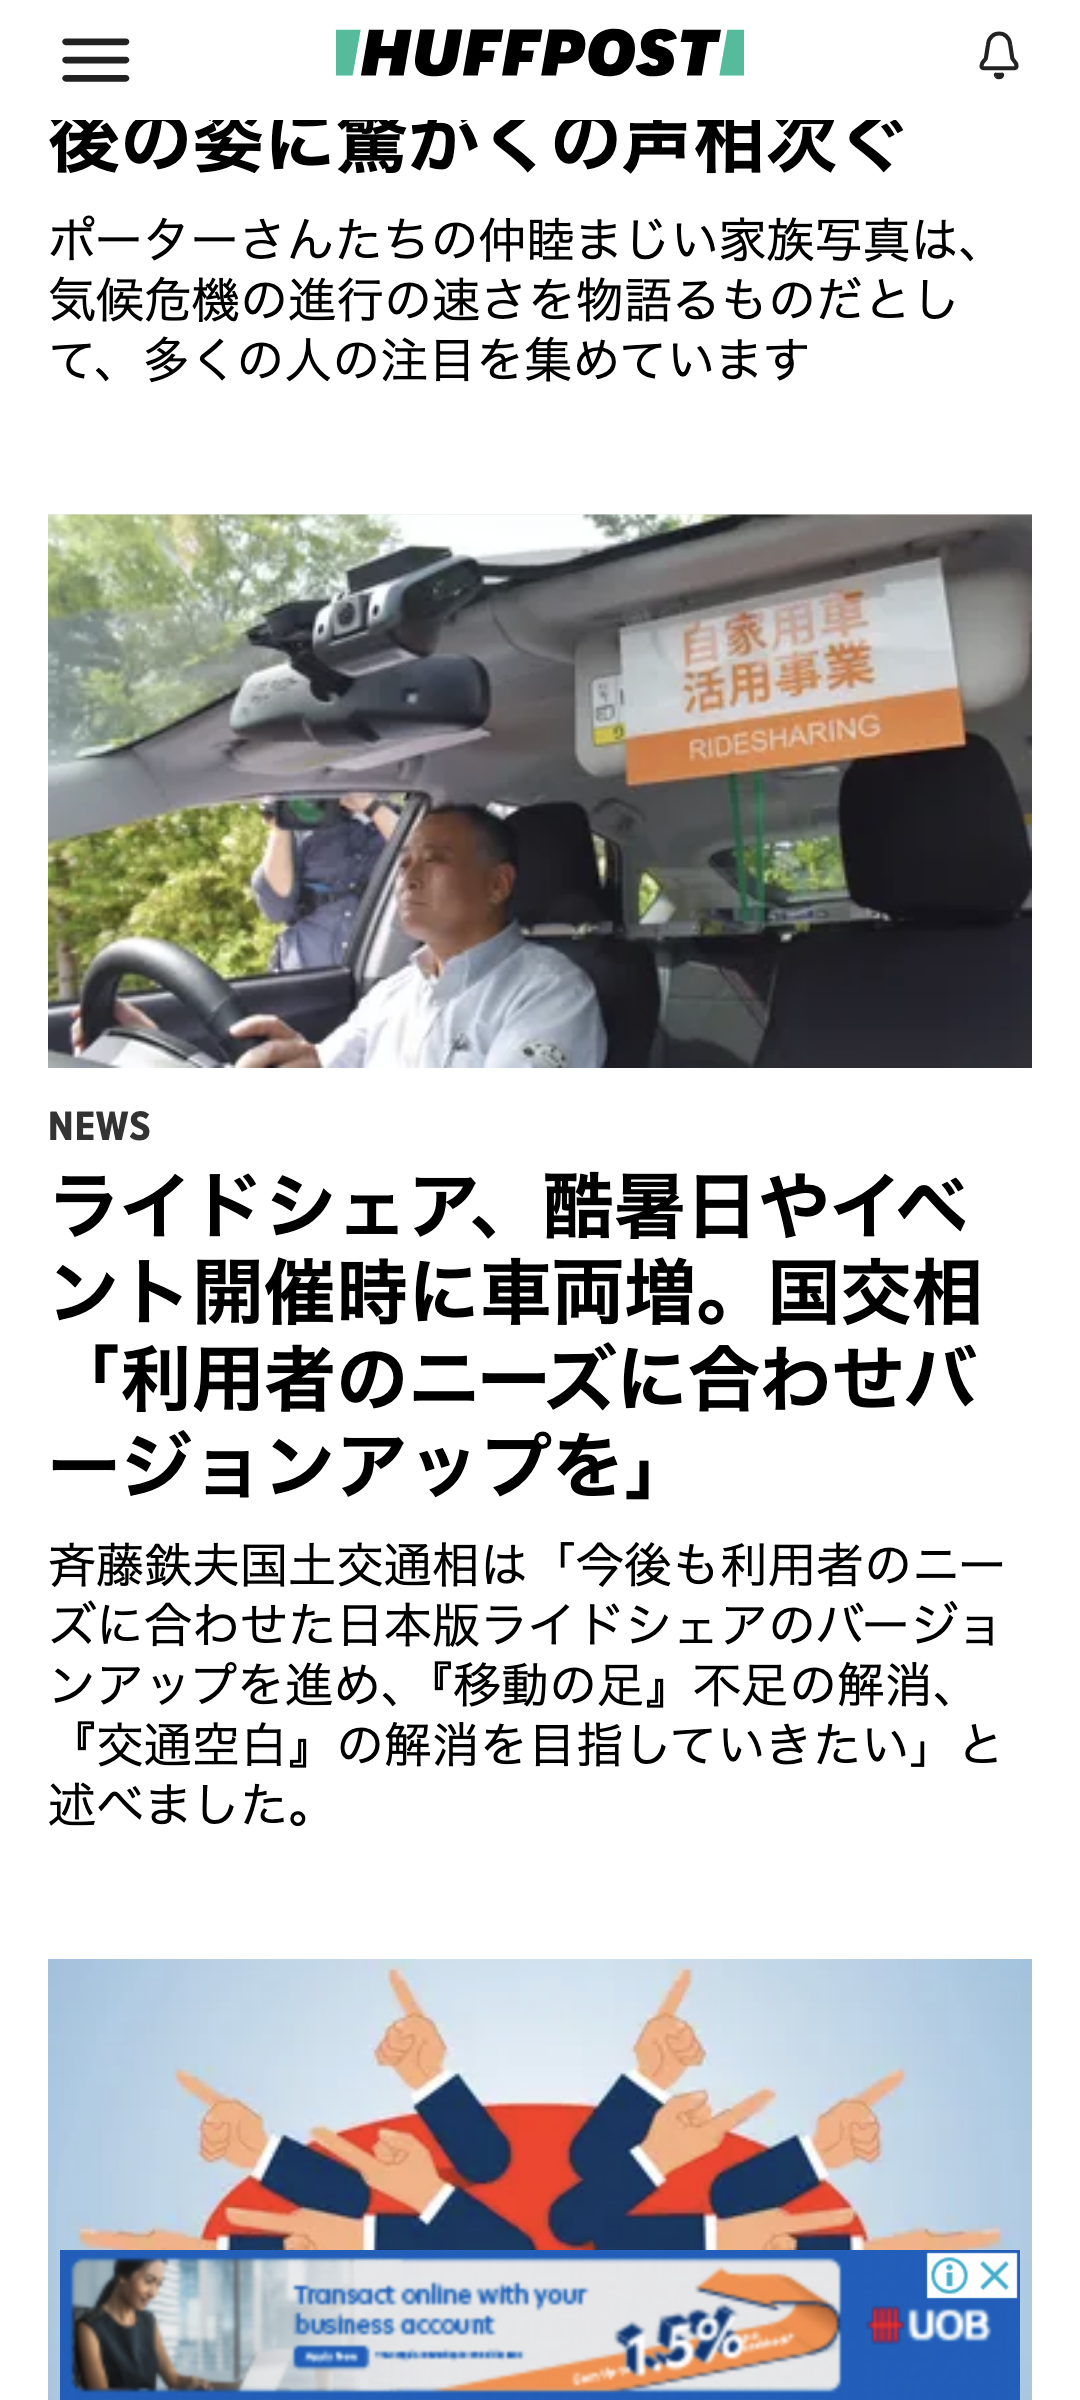 HUFFPOST
後の姿に驚がくの声相次ぐ
ポーターさんたちの仲睦まじい家族写真は、
気候危機の進行の速さを物語るものだとし
て、多くの人の注目を集めています
自家用車
活用事業
RIDESHARING
NEWS
ライドシェア、酷暑日やイベ
ント開催時に車両増。国交相
「利用者のニーズに合わせバ
ージョンアップを」
斉藤鉄夫国土交通相は「今後も利用者のニー
ズに合わせた日本版ライドシェアのバージョ
ンアップを進め、『移動の足』不足の解消、
『交通空白』の解消を目指していきたい」と
述べました。
Transact online with your
business account
Apply Now
1.5%
UOB